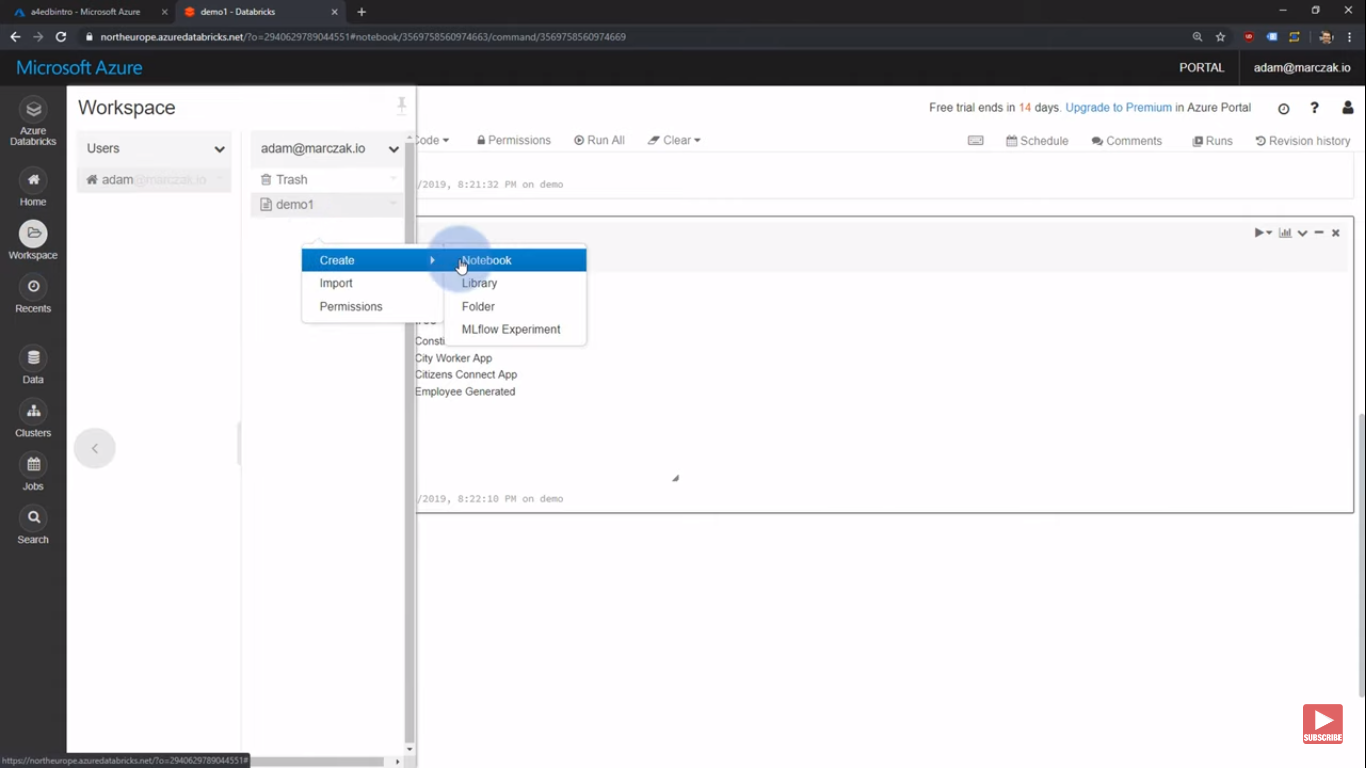 a4edbintro - Microsoft Azure
demo1 - Databricks
northeurope.azuredatabricks.net/?o=2940629789044551#notebook/3569758560974663/command/3569758560974669
Microsoft Azure
PORTAL
adam@marczak.io
Azure
Databricks
Home
Workspace
Recents
Data
Clusters
Jobs
Search
Workspace
Users
adam@marczak.io
adam@marczak.io
Trash
demo1
Create
Import
Permissions
Notebook
Library
Folder
MLflow Experiment
Free trial ends in 14 days. Upgrade to Premium in Azure Portal
ode
Permissions
Run All
Clear
Schedule
Comments
Runs
Revision history
/2019, 8:21:32 PM on demo
Consti
City Worker App
Citizens Connect App
Employee Generated
/2019, 8:22:10 PM on demo
SUBSCRIBE
https://northeurope.azuredatabricks.net/?o=2940629789044551#